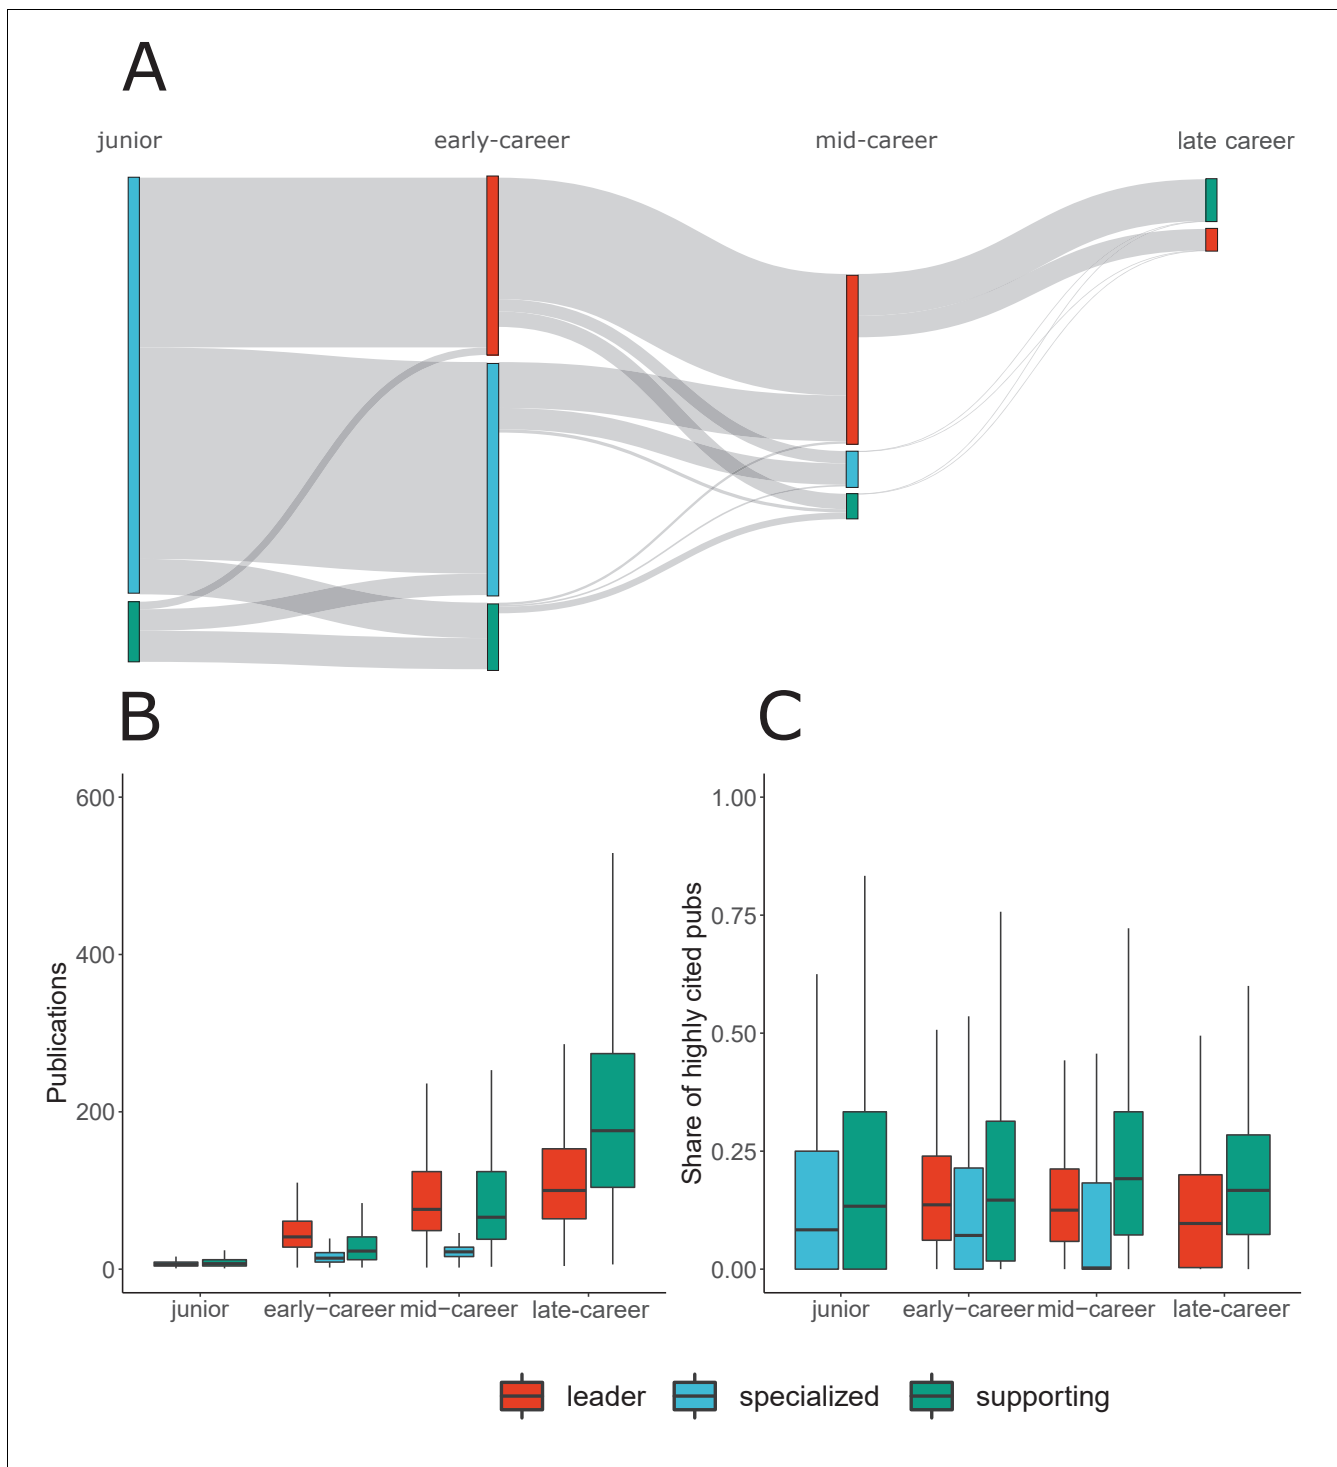 A
junior early-career mid-career late career
B
C
Publications
600
400
200
0
junior early−career mid−career late-career
Share of highly cited pubs
1.00
0.75
0.50
0.25
0.00
junior early−career mid−career late-career
leader specialized supporting